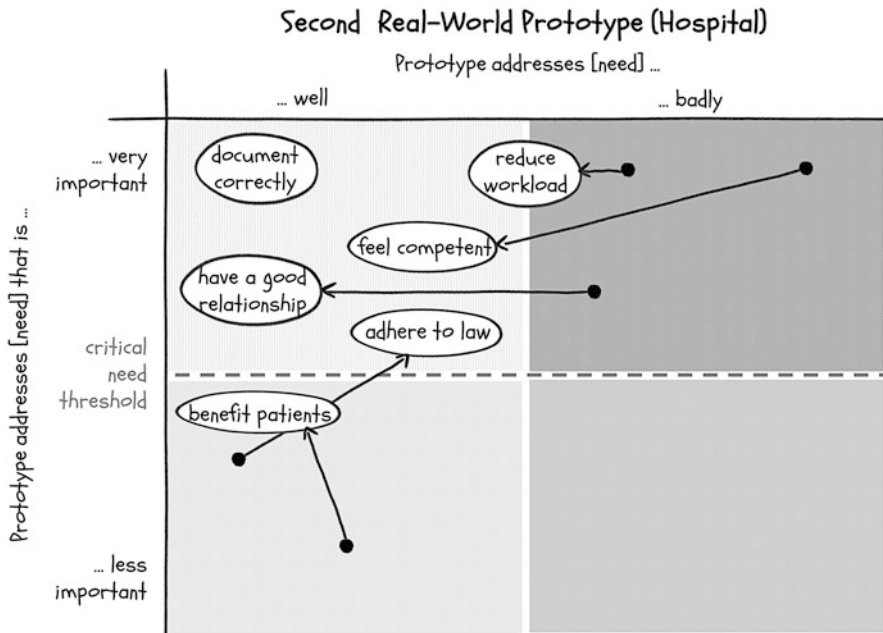 Second Real-World Prototype (Hospital)
Prototype addresses [need] ...
... well
... badly
... very
important
document
correctly
reduce
workload
feel competent
have a good
relationship
adhere to law
Prototype addresses [need] that is ...
critical
need
threshold
benefit patients
... less
important